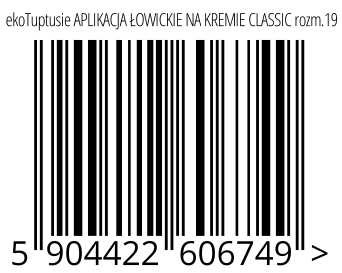 ekoTuptusie APLIKACJA ŁOWICKIE NA KREMIE CLASSIC rozm.19
5 904422 606749 >